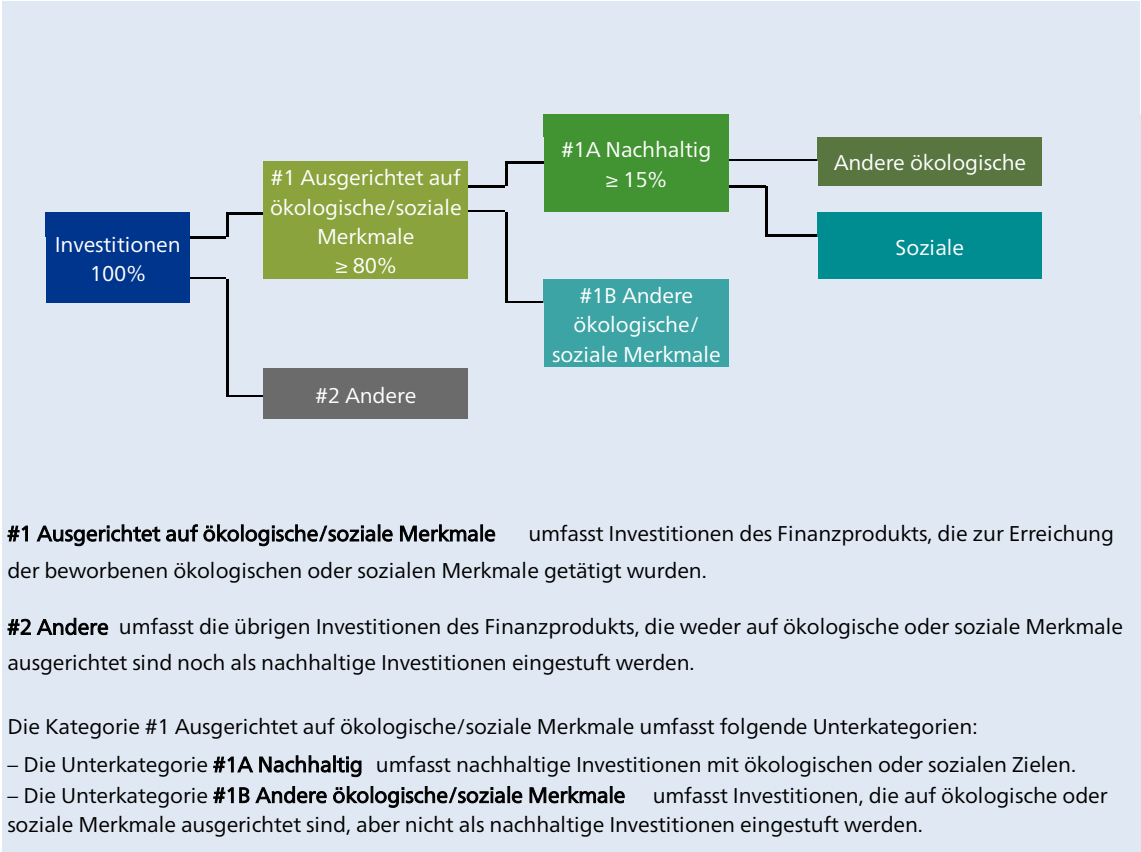 Investitionen
100%
#1 Ausgerichtet auf
ökologische/soziale
Merkmale
≥ 80%
#2 Andere
#1A Nachhaltig
≥ 15%
#1B Andere
ökologische/
soziale Merkmale
Andere ökologische
Soziale
#1 Ausgerichtet auf ökologische/soziale Merkmale umfasst Investitionen des Finanzprodukts, die zur Erreichung
der beworbenen ökologischen oder sozialen Merkmale getätigt wurden.
#2 Andere umfasst die übrigen Investitionen des Finanzprodukts, die weder auf ökologische oder soziale Merkmale
ausgerichtet sind noch als nachhaltige Investitionen eingestuft werden.
Die Kategorie #1 Ausgerichtet auf ökologische/soziale Merkmale umfasst folgende Unterkategorien:
– Die Unterkategorie #1A Nachhaltig umfasst nachhaltige Investitionen mit ökologischen oder sozialen Zielen.
– Die Unterkategorie #1B Andere ökologische/soziale Merkmale umfasst Investitionen, die auf ökologische oder
soziale Merkmale ausgerichtet sind, aber nicht als nachhaltige Investitionen eingestuft werden.